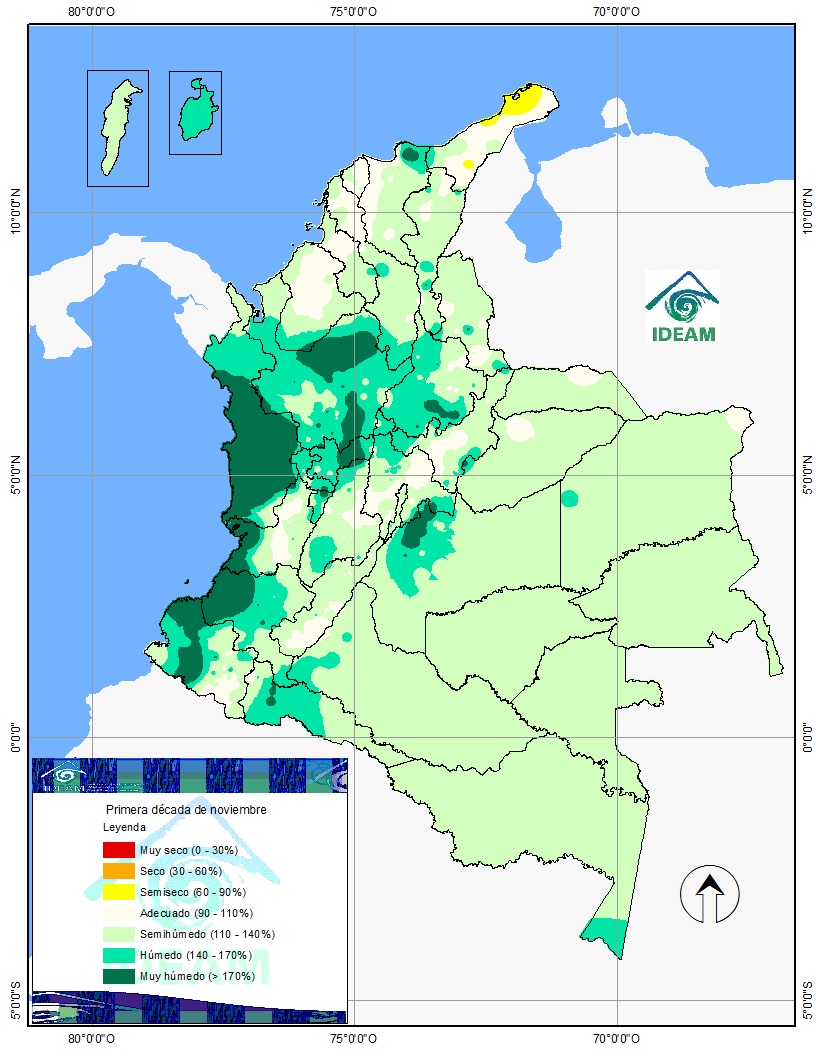 80°0'0"O 75°0'0"O 70°0'0"O
10°0'0"N 10°0'0"N
IDEAM
5°0'0"N 5°0'0"N
0°0'0" 0°0'0"
IDEAM
Primera década de noviembre
Leyenda
Muy seco (0 - 30%)
Seco (30 - 60%)
Semiseco (60 - 90%)
Adecuado (90 - 110%)
Semihúmedo (110 - 140%)
Húmedo (140 - 170%)
Muy húmedo (> 170%)
IDEAM
5°0'0"S 5°0'0"S
80°0'0"O 75°0'0"O 70°0'0"O